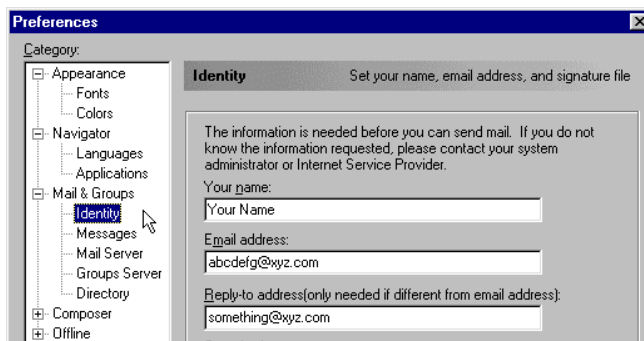 Preferences
Category:
Appearance
Fonts
Colors
Navigator
Languages
Applications
Mail & Groups
Identity
Messages
Mail Server
Groups Server
Directory
Composer
Offline
Identity Set your name, email address, and signature file
The information is needed before you can send mail. If you do not
know the information requested, please contact your system
administrator or Internet Service Provider.
Your name:
Your Name
Email address:
abcdefg@xyz.com
Reply-to address(only needed if different from email address):
something@xyz.com